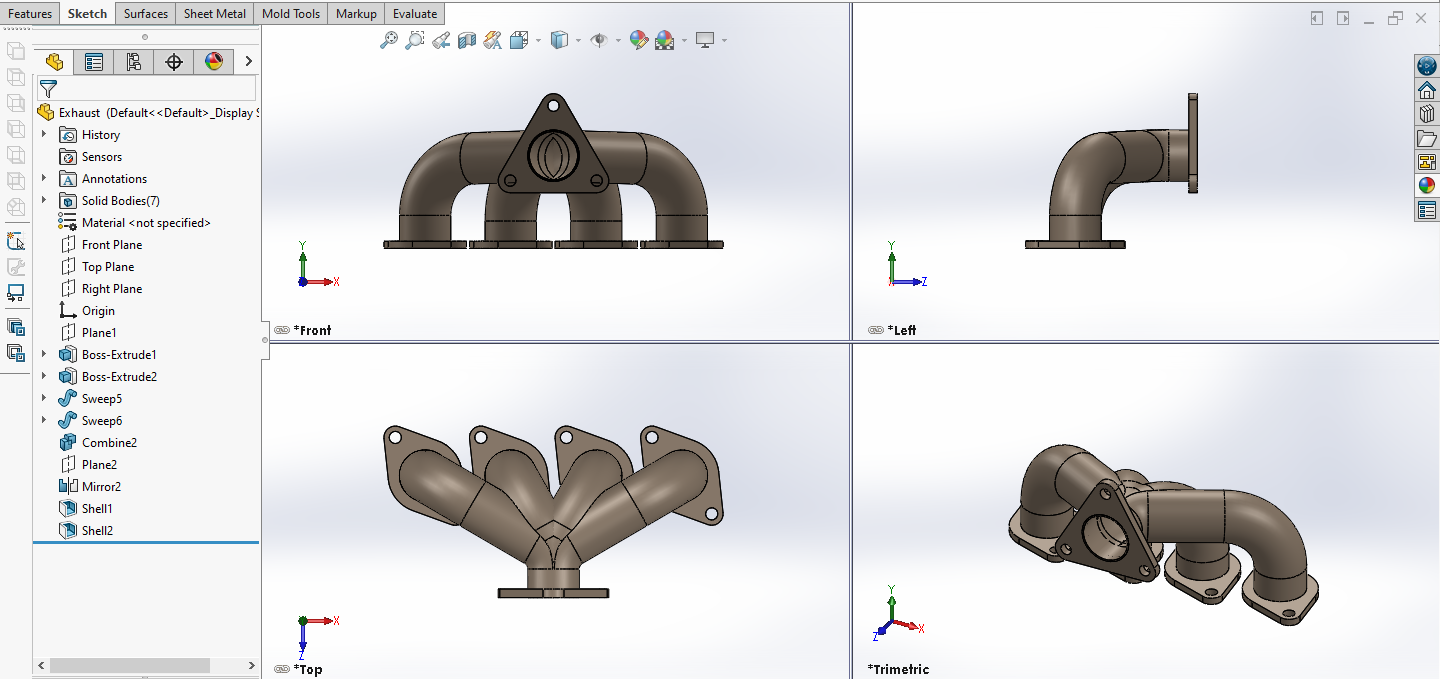 Features Sketch Surfaces Sheet Metal Mold Tools Markup Evaluate
Exhaust (Default<<Default>_Display S
History
Sensors
A Annotations
Solid Bodies(7)
Material <not specified>
Front Plane
Top Plane
Right Plane
Origin
Plane1
Boss-Extrude1
Boss-Extrude2
Sweep5
Sweep6
Combine2
Plane2
Mirror2
Shell1
Shell2
Y
X
*Front
Y
X Z
*Left
X
Z
*Top
Y
X
Z
*Trimetric